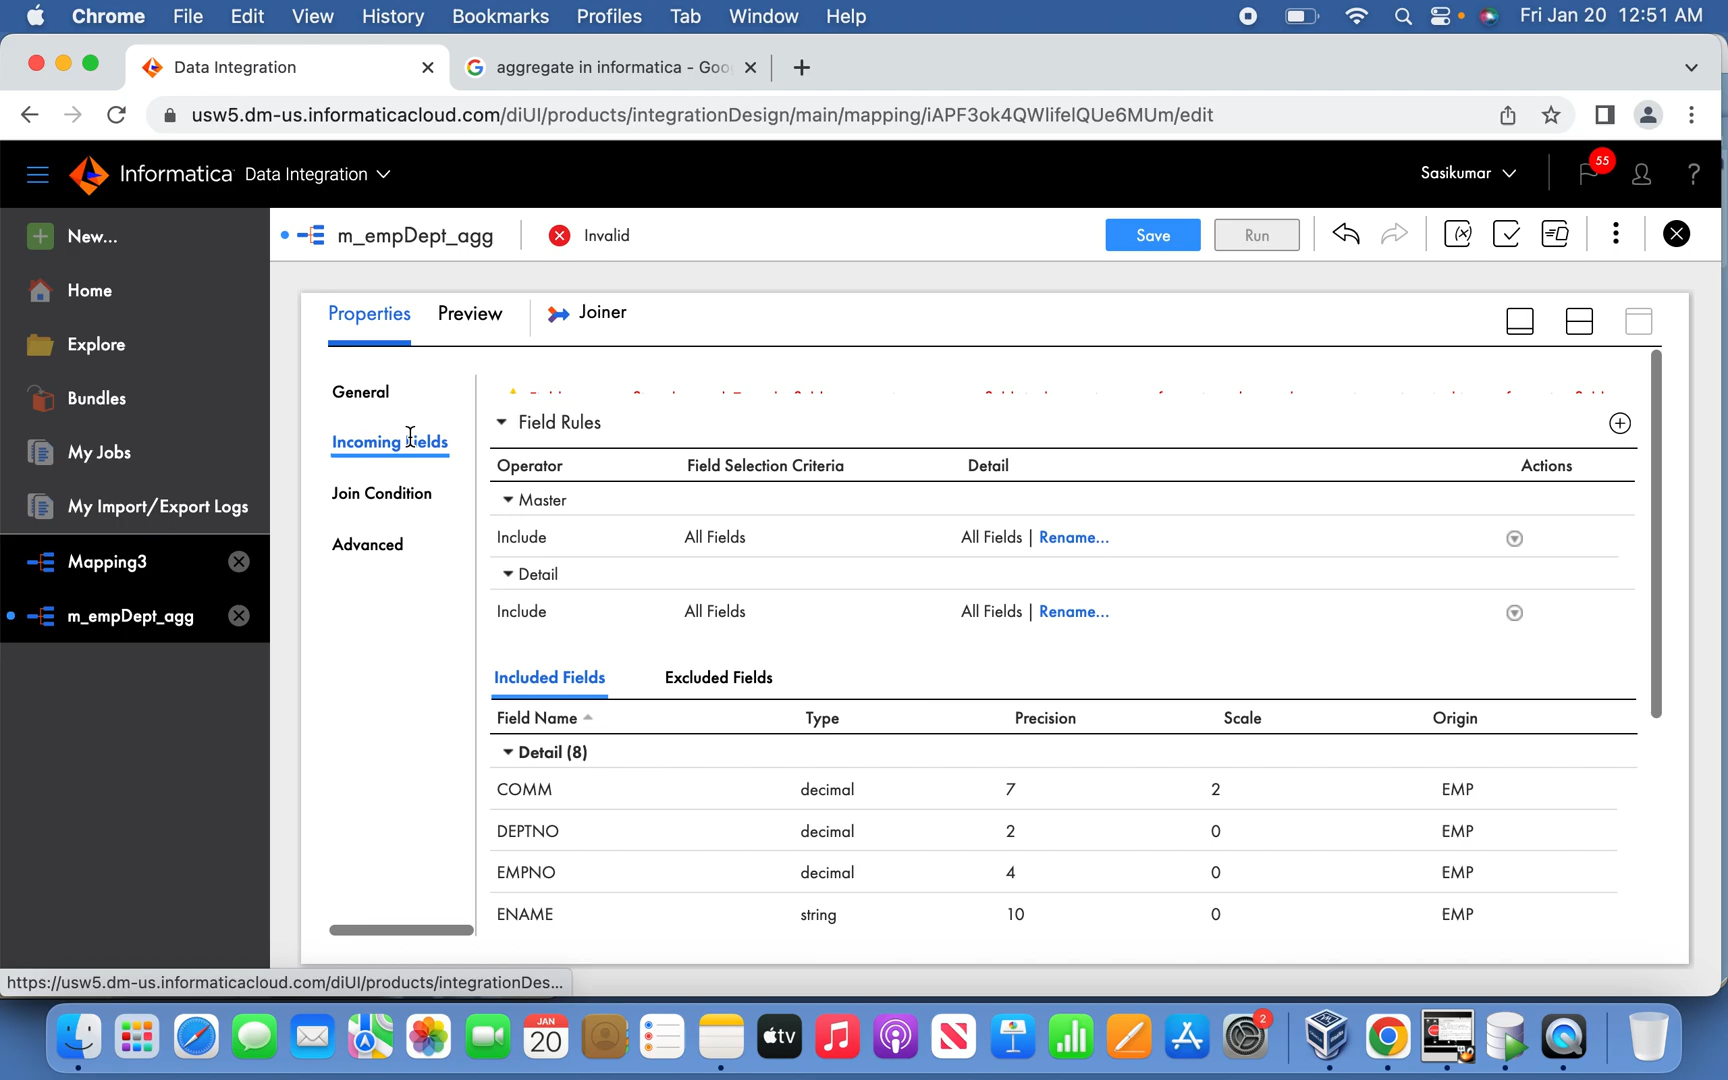 Chrome File Edit View History Bookmarks Profiles Tab Window Help Fri Jan 20 12:51 AM
Data Integration
aggregate in informatica - Goo
usw5.dm-us.informaticacloud.com/diUI/products/integrationDesign/main/mapping/iAPF3ok4QWlifelQUe6MUm/edit
Informatica Data Integration
Sasikumar
55
?
New...
Home
Explore
Bundles
My Jobs
My Import/Export Logs
Mapping3
m_empDept_agg
m_empDept_agg
Invalid
Save
Run
Properties Preview Joiner
General
Incoming Fields
Join Condition
Advanced
Field Rules
Operator Field Selection Criteria Detail Actions
Master
Include All Fields All Fields | Rename...
Detail
Include All Fields All Fields | Rename...
Included Fields Excluded Fields
Field Name Type Precision Scale Origin
Detail (8)
COMM decimal 7 2 EMP
DEPTNO decimal 2 0 EMP
EMPNO decimal 4 0 EMP
ENAME string 10 0 EMP
https://usw5.dm-us.informaticacloud.com/diUI/products/integrationDes...
JAN
20
tv
2